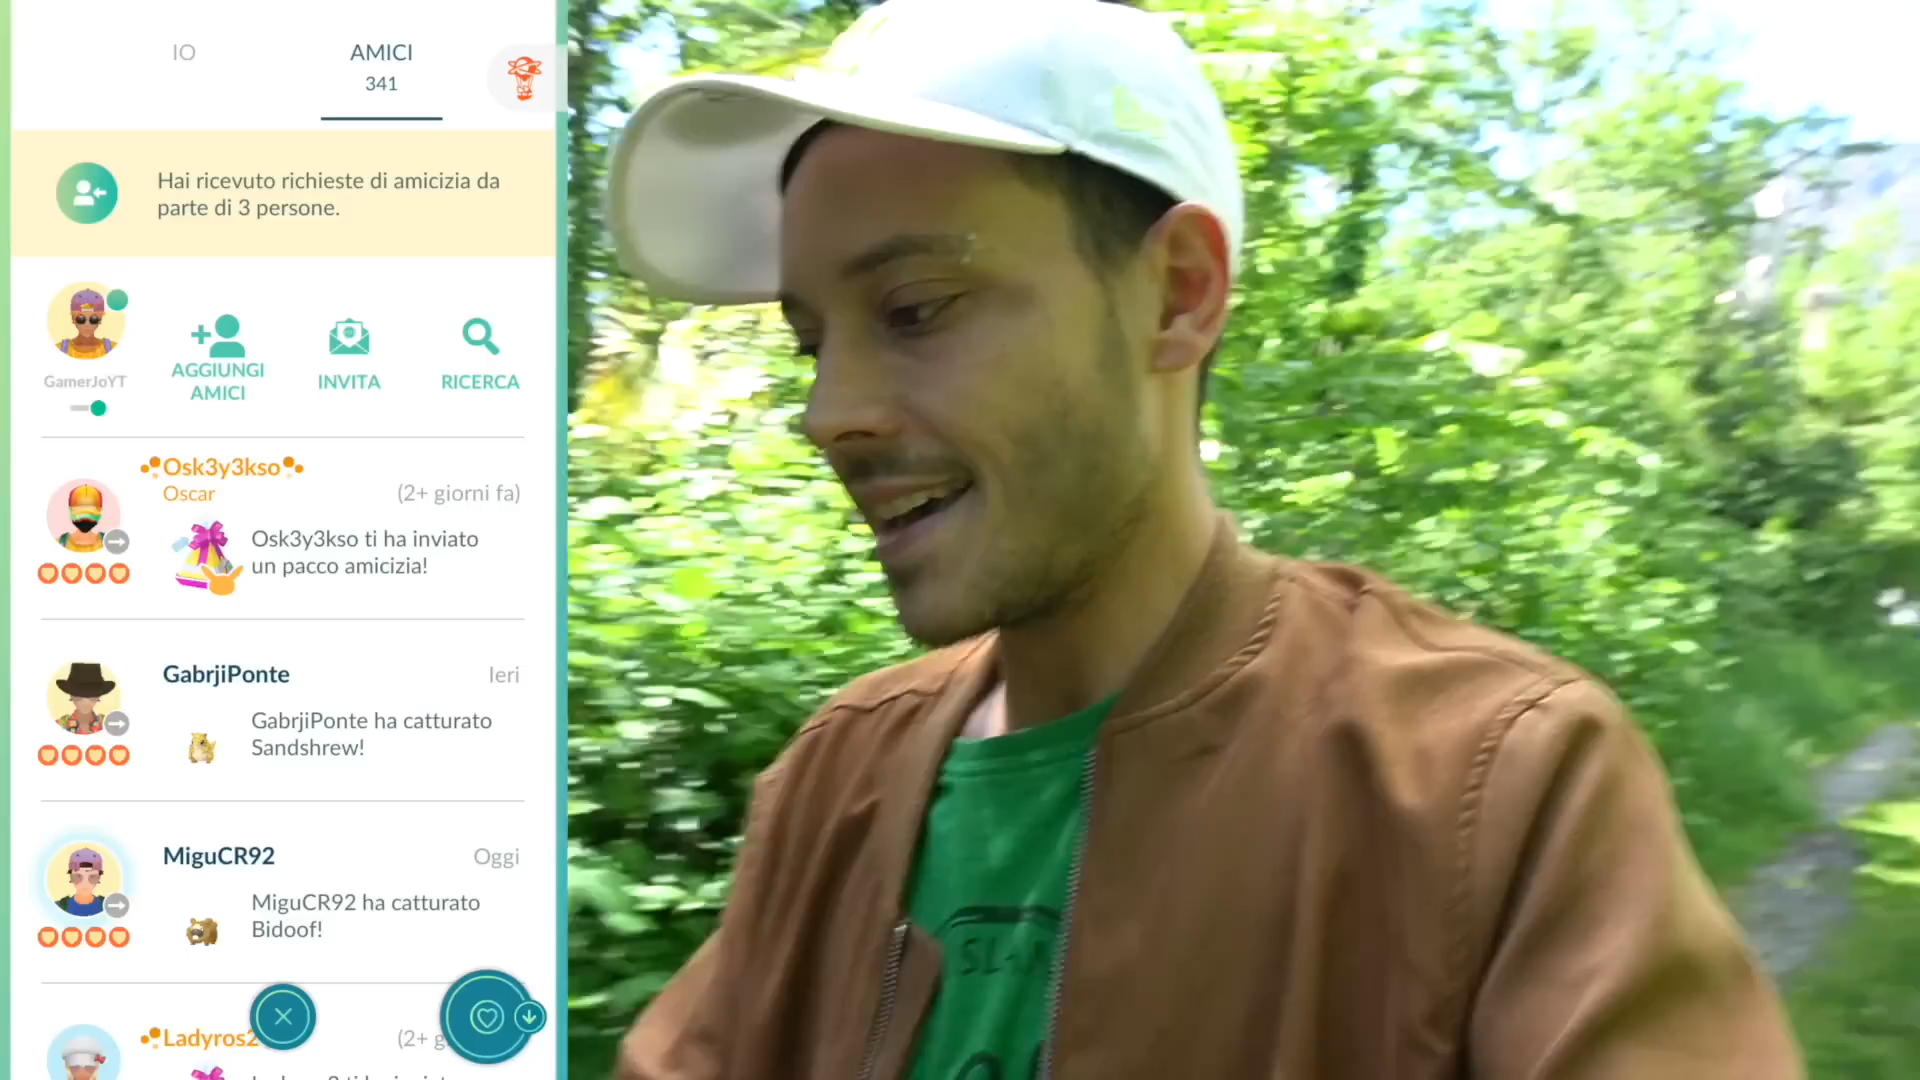 IO
AMICI
341
Hai ricevuto richieste di amicizia da
parte di 3 persone.
GamerJoYT
AGGIUNGI
AMICI
INVITA
RICERCA
Osk3y3kso
Oscar
(2+ giorni fa)
Osk3y3kso ti ha inviato
un pacco amicizia!
GabrjiPonte
Ieri
GabrjiPonte ha catturato
Sandshrew!
MiguCR92
Oggi
MiguCR92 ha catturato
Bidoof!
Ladyros2
(2+ g